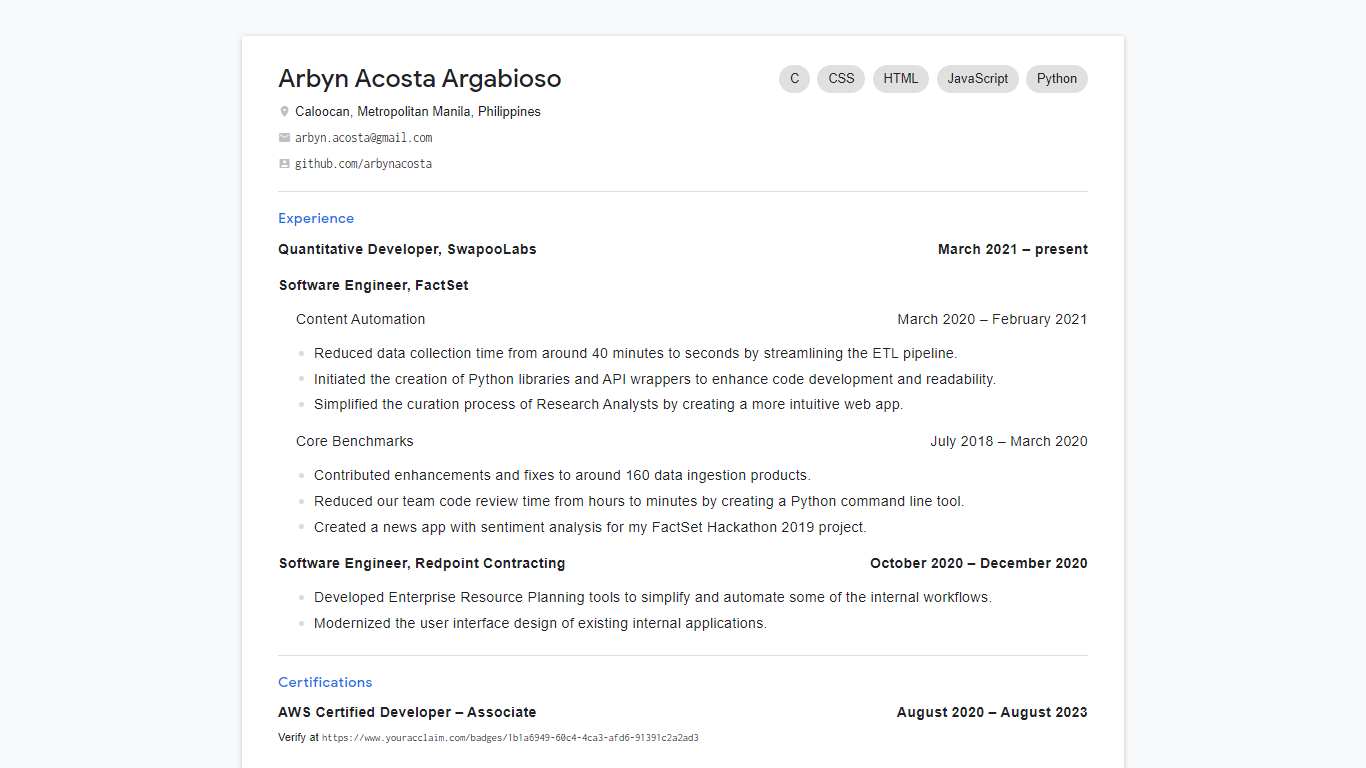 Arbyn Acosta Argabioso
C CSS HTML JavaScript Python
Caloocan, Metropolitan Manila, Philippines
arbyn.acosta@gmail.com
github.com/arbynacosta
Experience
Quantitative Developer, SwapooLabs March 2021 – present
Software Engineer, FactSet
Content Automation March 2020 – February 2021
Reduced data collection time from around 40 minutes to seconds by streamlining the ETL pipeline.
Initiated the creation of Python libraries and API wrappers to enhance code development and readability.
Simplified the curation process of Research Analysts by creating a more intuitive web app.
Core Benchmarks July 2018 – March 2020
Contributed enhancements and fixes to around 160 data ingestion products.
Reduced our team code review time from hours to minutes by creating a Python command line tool.
Created a news app with sentiment analysis for my FactSet Hackathon 2019 project.
Software Engineer, Redpoint Contracting October 2020 – December 2020
Developed Enterprise Resource Planning tools to simplify and automate some of the internal workflows.
Modernized the user interface design of existing internal applications.
Certifications
AWS Certified Developer – Associate August 2020 – August 2023
Verify at https://www.youracclaim.com/badges/1b1a6949-60c4-4ca3-afd6-91391c2a2ad3